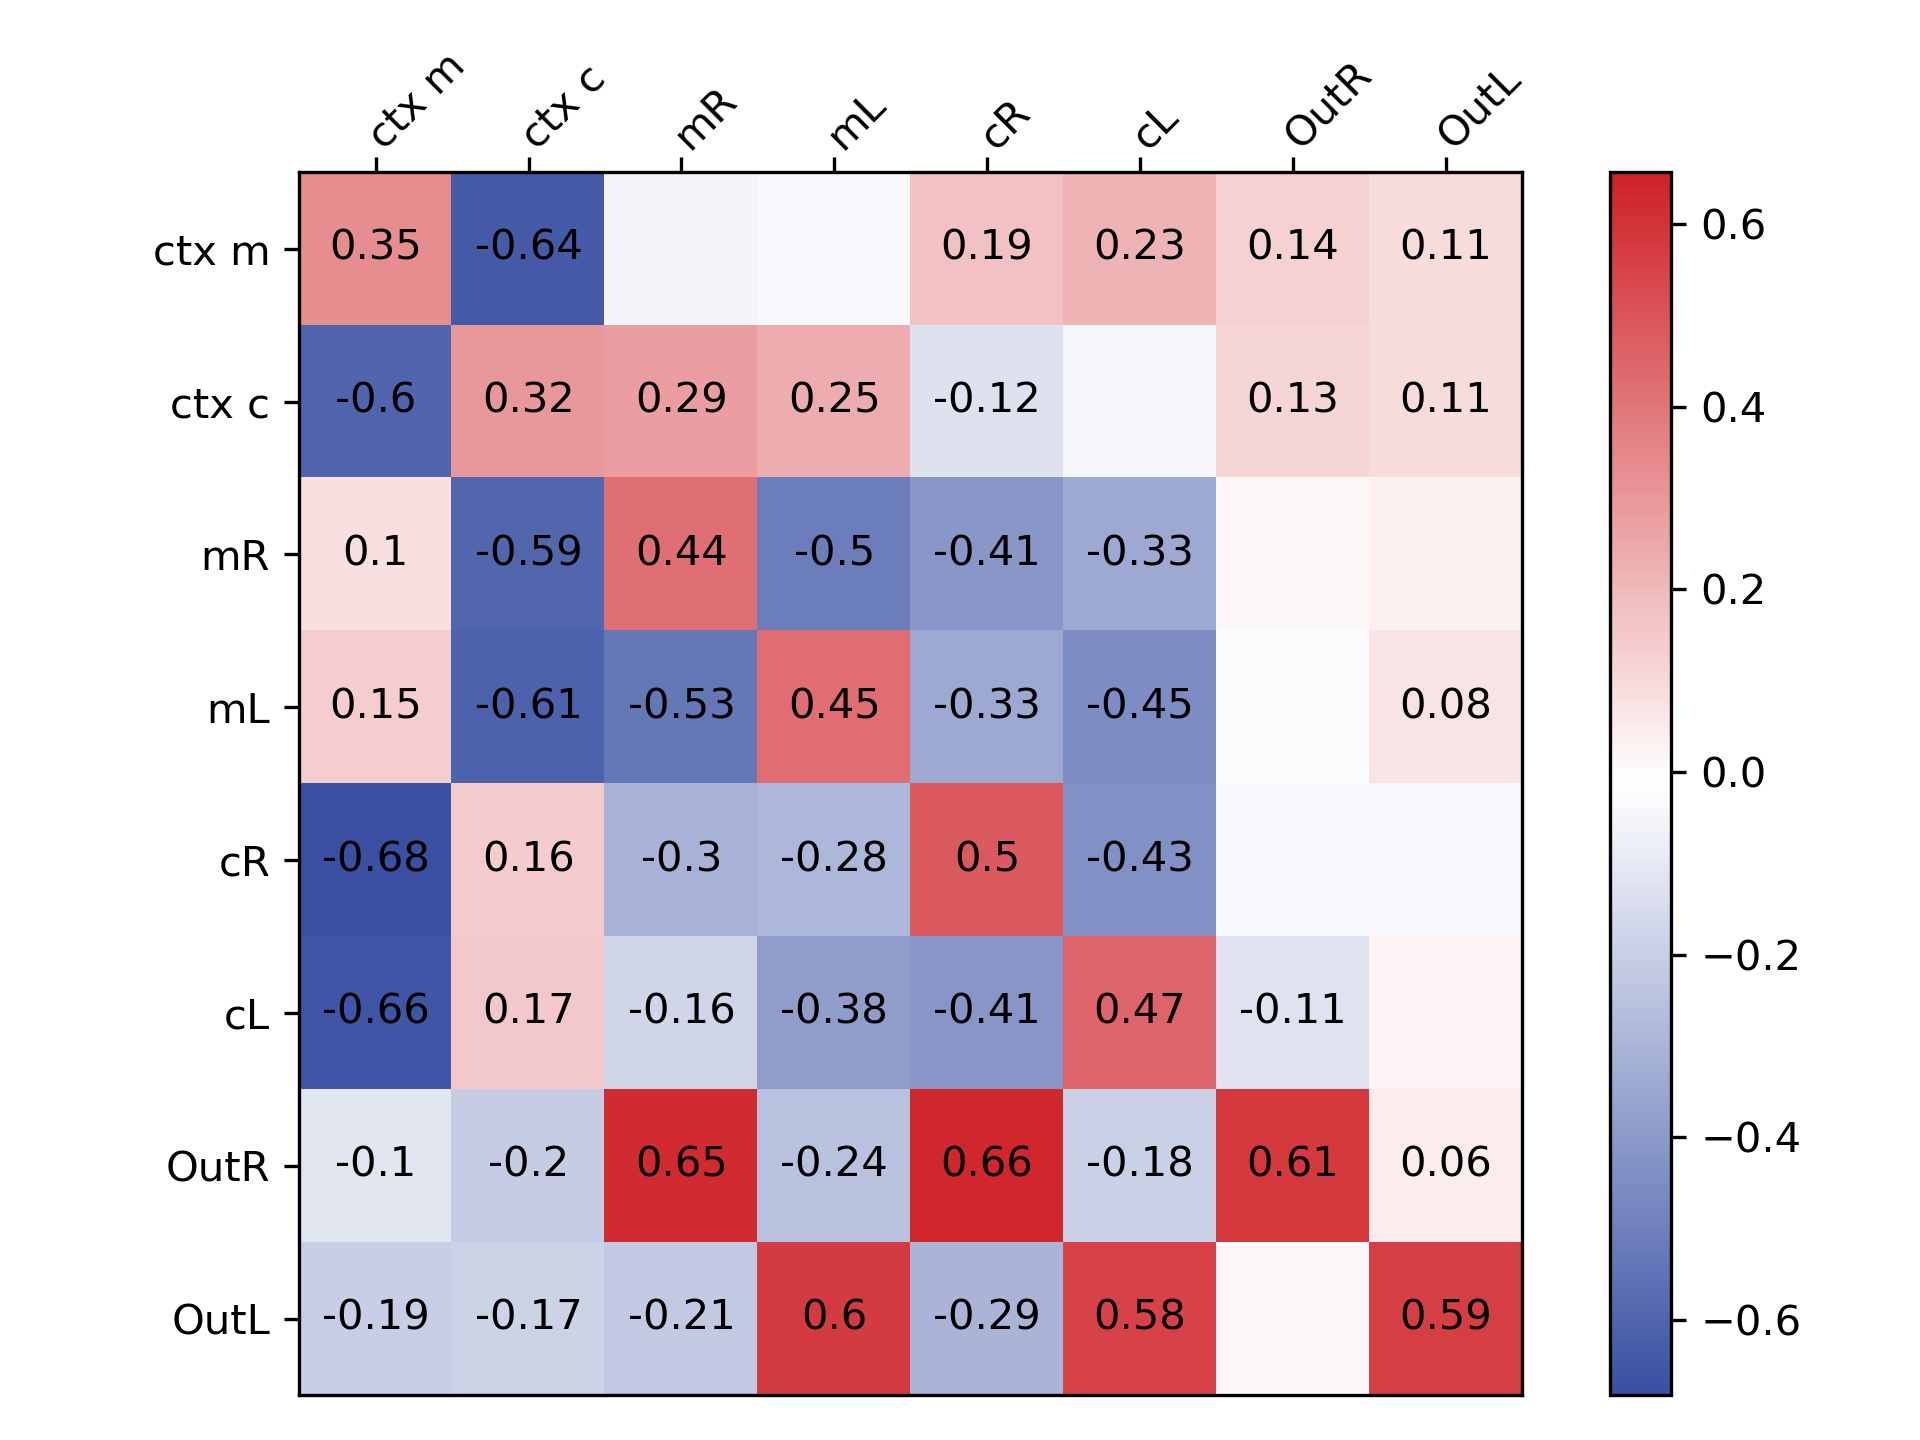 ctx m ctx c mR mL cR cL OutR OutL
ctx m 0.35 -0.64 0.19 0.23 0.14 0.11 0.6
ctx c -0.6 0.32 0.29 0.25 -0.12 0.13 0.11 0.4
mR 0.1 -0.59 0.44 -0.5 -0.41 -0.33 0.2
mL 0.15 -0.61 -0.53 0.45 -0.33 -0.45 0.08 0.0
cR -0.68 0.16 -0.3 -0.28 0.5 -0.43 −0.2
cL -0.66 0.17 -0.16 -0.38 -0.41 0.47 -0.11
OutR -0.1 -0.2 0.65 -0.24 0.66 -0.18 0.61 0.06 −0.4
OutL -0.19 -0.17 -0.21 0.6 -0.29 0.58 0.59 −0.6